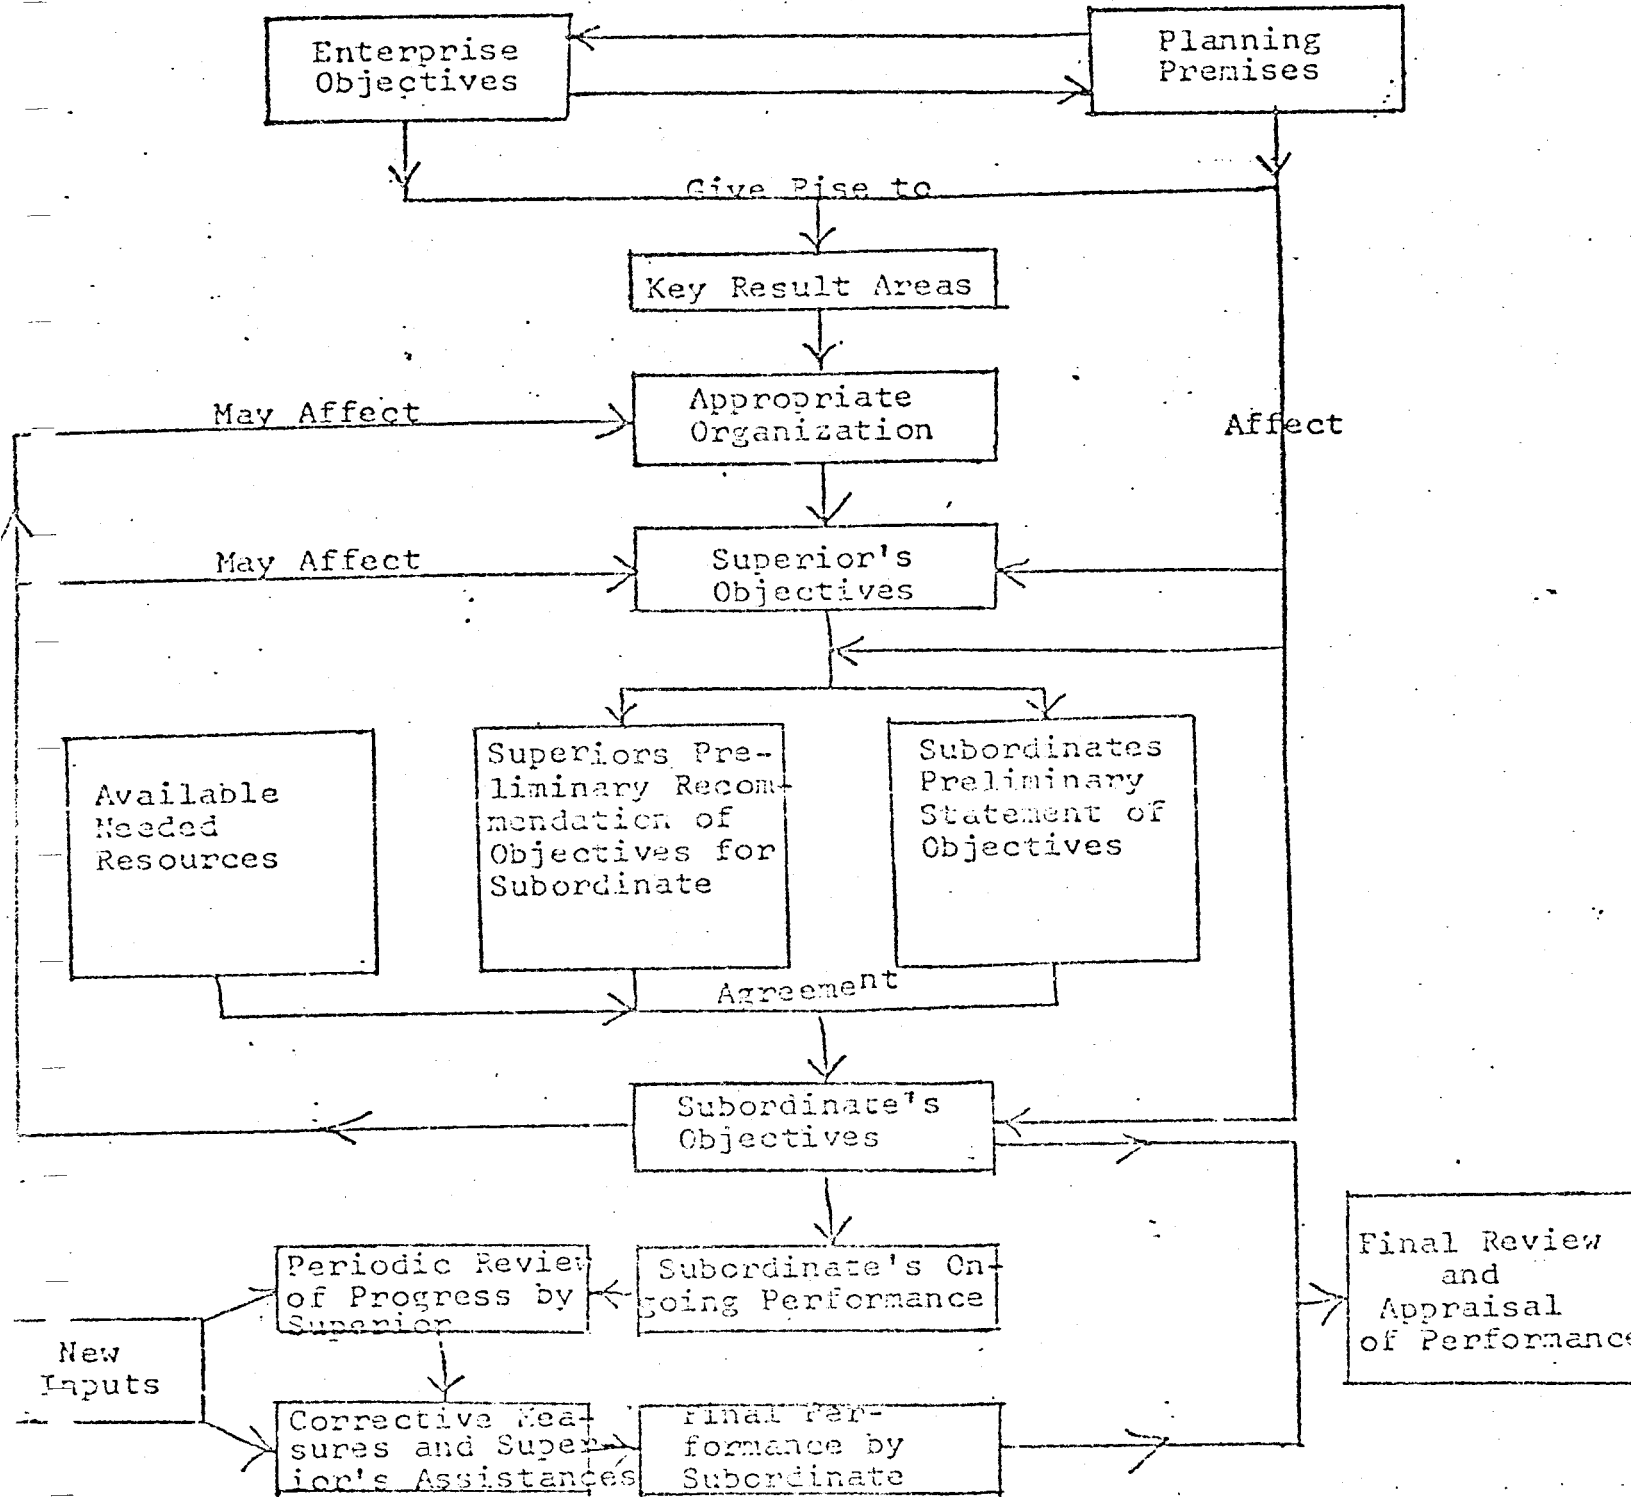 Enterprise
Objectives
Planning
Premises
Give Rise to
Key Result Areas
May Affect
Appropriate
Organization
Affect
May Affect
Superior's
Objectives
Available
Needed
Resources
Superiors Pre-
liminary Recom-
mendation of
Objectives for
Subordinate
Subordinates
Preliminary
Statement of
Objectives
Agreement
Subordinate's
Objectives
Periodic Review
of Progress by
Superior
Subordinate's On-
going Performance
Final Review
and
Appraisal
of Performance
New
Inputs
Corrective Mea-
sures and Super-
ior's Assistances
Final Per-
formance by
Subordinate